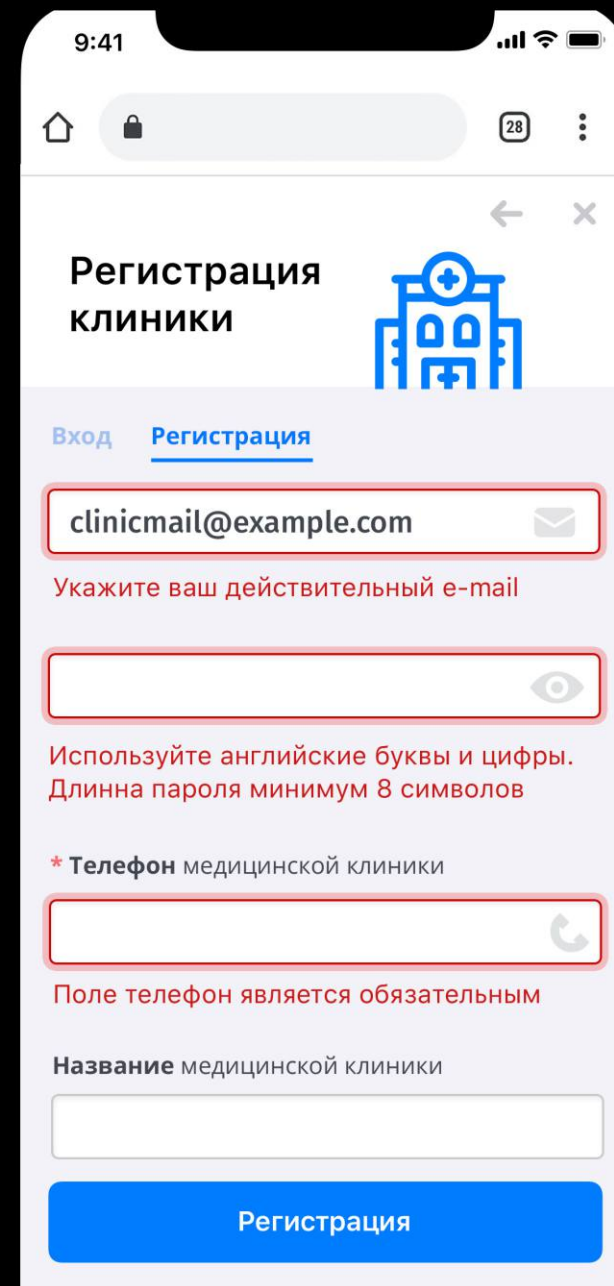 9:41
28
Регистрация
клиники
Вход Регистрация
clinicmail@example.com
Укажите ваш действительный e-mail
Используйте английские буквы и цифры.
Длинна пароля минимум 8 символов
* Телефон медицинской клиники
Поле телефон является обязательным
Название медицинской клиники
Регистрация